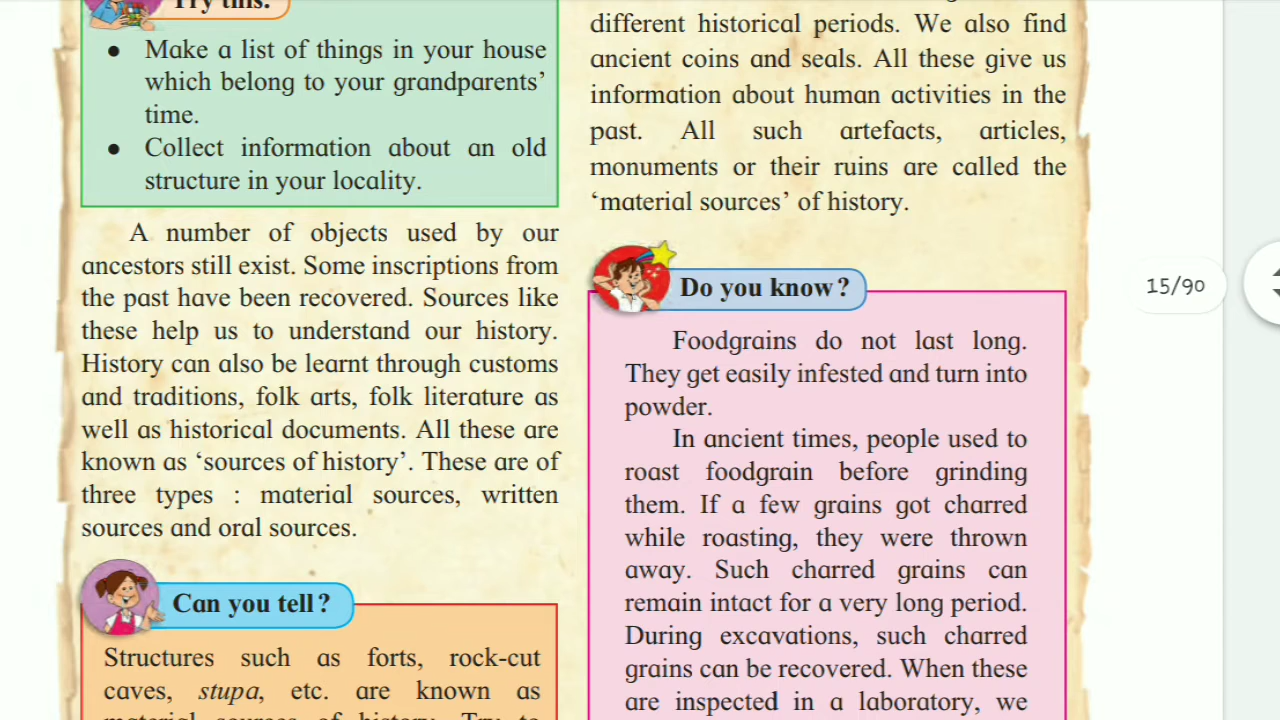 Try this.
● Make a list of things in your house
which belong to your grandparents’
time.
● Collect information about an old
structure in your locality.
A number of objects used by our
ancestors still exist. Some inscriptions from
the past have been recovered. Sources like
these help us to understand our history.
History can also be learnt through customs
and traditions, folk arts, folk literature as
well as historical documents. All these are
known as ‘sources of history’. These are of
three types : material sources, written
sources and oral sources.
Can you tell?
Structures such as forts, rock-cut
caves, stupa, etc. are known as
material sources of history. Try to
different historical periods. We also find
ancient coins and seals. All these give us
information about human activities in the
past. All such artefacts, articles,
monuments or their ruins are called the
‘material sources’ of history.
Do you know?
Foodgrains do not last long.
They get easily infested and turn into
powder.
In ancient times, people used to
roast foodgrain before grinding
them. If a few grains got charred
while roasting, they were thrown
away. Such charred grains can
remain intact for a very long period.
During excavations, such charred
grains can be recovered. When these
are inspected in a laboratory, we
15/90